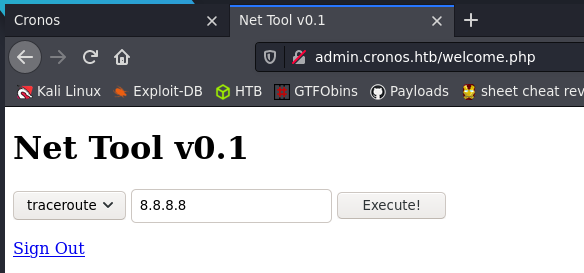 Cronos
Net Tool v0.1
admin.cronos.htb/welcome.php
Kali Linux Exploit-DB HTB GTFObins Payloads sheet cheat rev
Net Tool v0.1
traceroute 8.8.8.8 Execute!
Sign Out